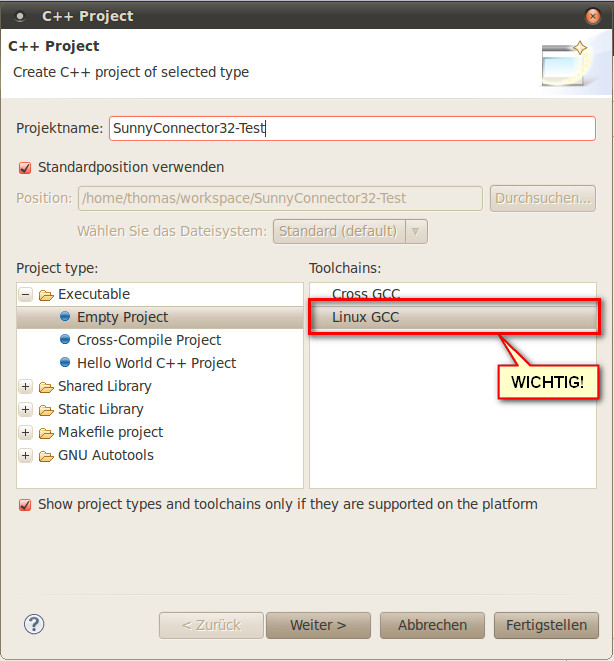 C++ Project
C++ Project
Create C++ project of selected type
Projektname: SunnyConnector32-Test
Standardposition verwenden
Position: /home/thomas/workspace/SunnyConnector32-Test Durchsuchen...
Wählen Sie das Dateisystem: Standard (default)
Project type: Toolchains:
Executable Cross GCC
Empty Project Linux GCC
Cross-Compile Project
Hello World C++ Project
WICHTIG!
Shared Library
Static Library
Makefile project
GNU Autotools
Show project types and toolchains only if they are supported on the platform
? < Zurück Weiter > Abbrechen Fertigstellen